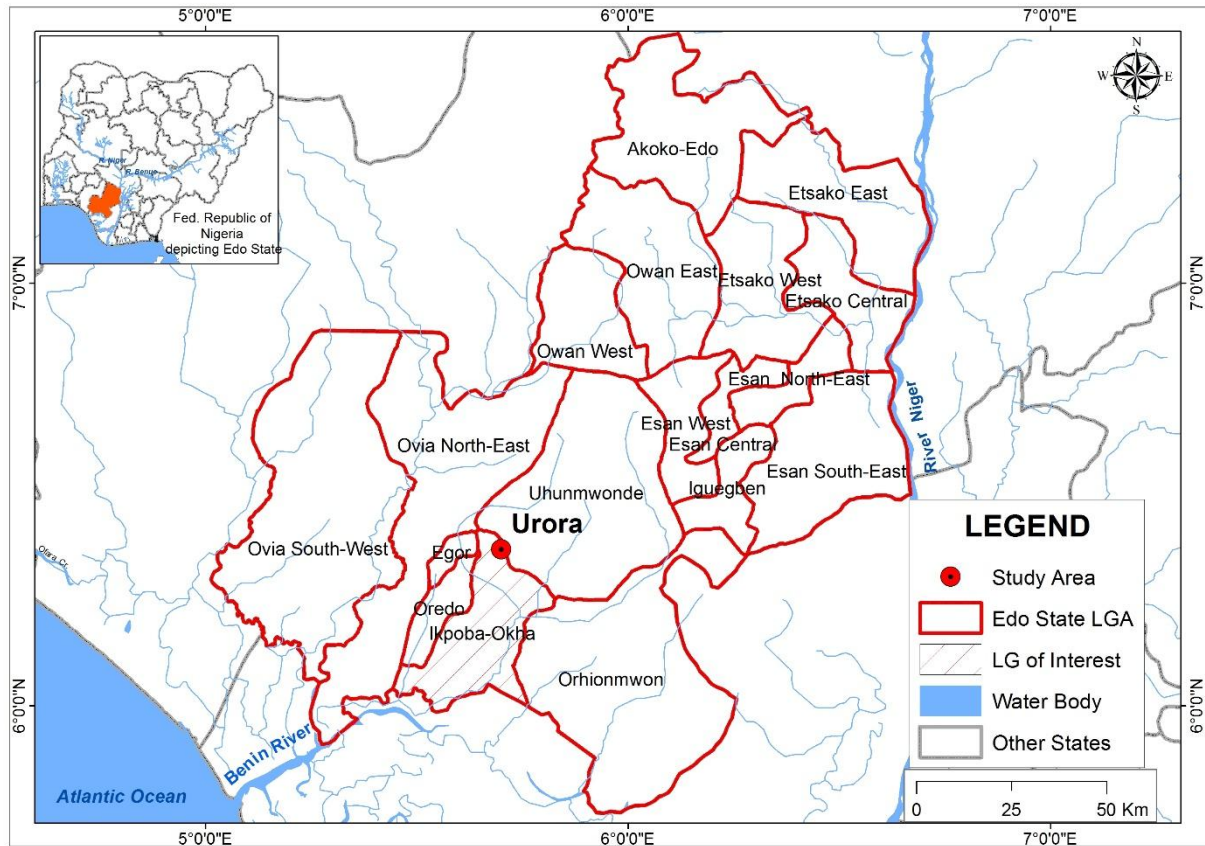 5°0'0"E
6°0'0"E
7°0'0"E
N
W E
S
R. Niger
R. Benue
Fed. Republic of
Nigeria
depicting Edo State
Akoko-Edo
Etsako East
7°0'0"N
7°0'0"N
Owan East
Etsako West
Etsako Central
Owan West
Esan North-East
River Niger
Ovia North-East
Esan West
Esan Central
Esan South-East
Iguegben
Uhunmwonde
Urora
Ovia South-West
Egor
Olara Cr.
Oredo
Ikpoba-Okha
Orhionmwon
6°0'0"N
6°0'0"N
Benin River
Atlantic Ocean
LEGEND
Study Area
Edo State LGA
LG of Interest
Water Body
Other States
0 25 50 Km
5°0'0"E
6°0'0"E
7°0'0"E